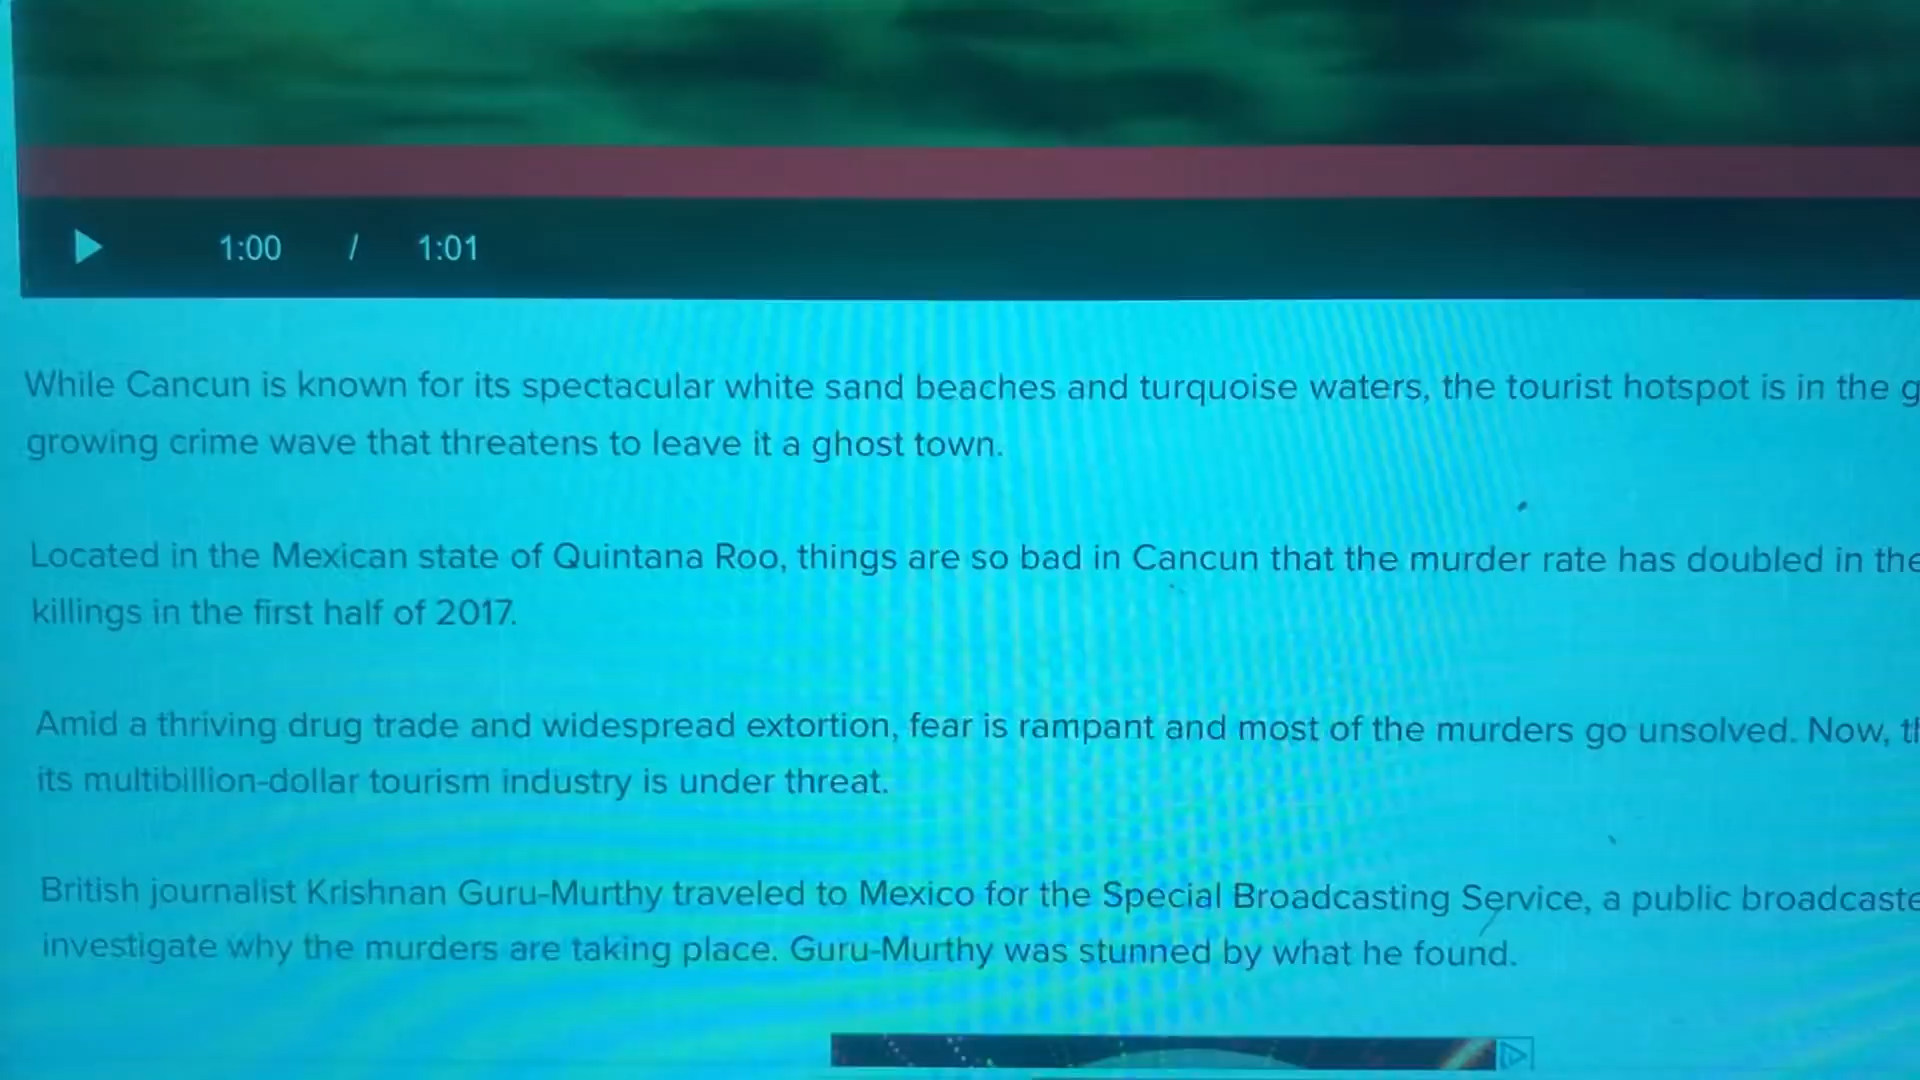 1:00 / 1:01
While Cancun is known for its spectacular white sand beaches and turquoise waters, the tourist hotspot is in the
growing crime wave that threatens to leave it a ghost town.
Located in the Mexican state of Quintana Roo, things are so bad in Cancun that the murder rate has doubled in the
killings in the first half of 2017.
Amid a thriving drug trade and widespread extortion, fear is rampant and most of the murders go unsolved. Now,
its multibillion-dollar tourism industry is under threat.
British journalist Krishnan Guru-Murthy traveled to Mexico for the Special Broadcasting Service, a public
investigate why the murders are taking place. Guru-Murthy was stunned by what he found.